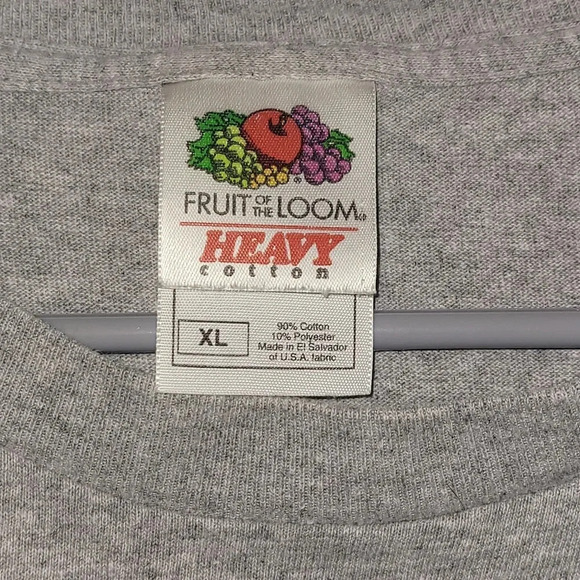 FRUIT OF THE LOOM
HEAVY
cotton
XL
90% Cotton
10% Polyester
Made in El Salvador
of U.S.A. fabric